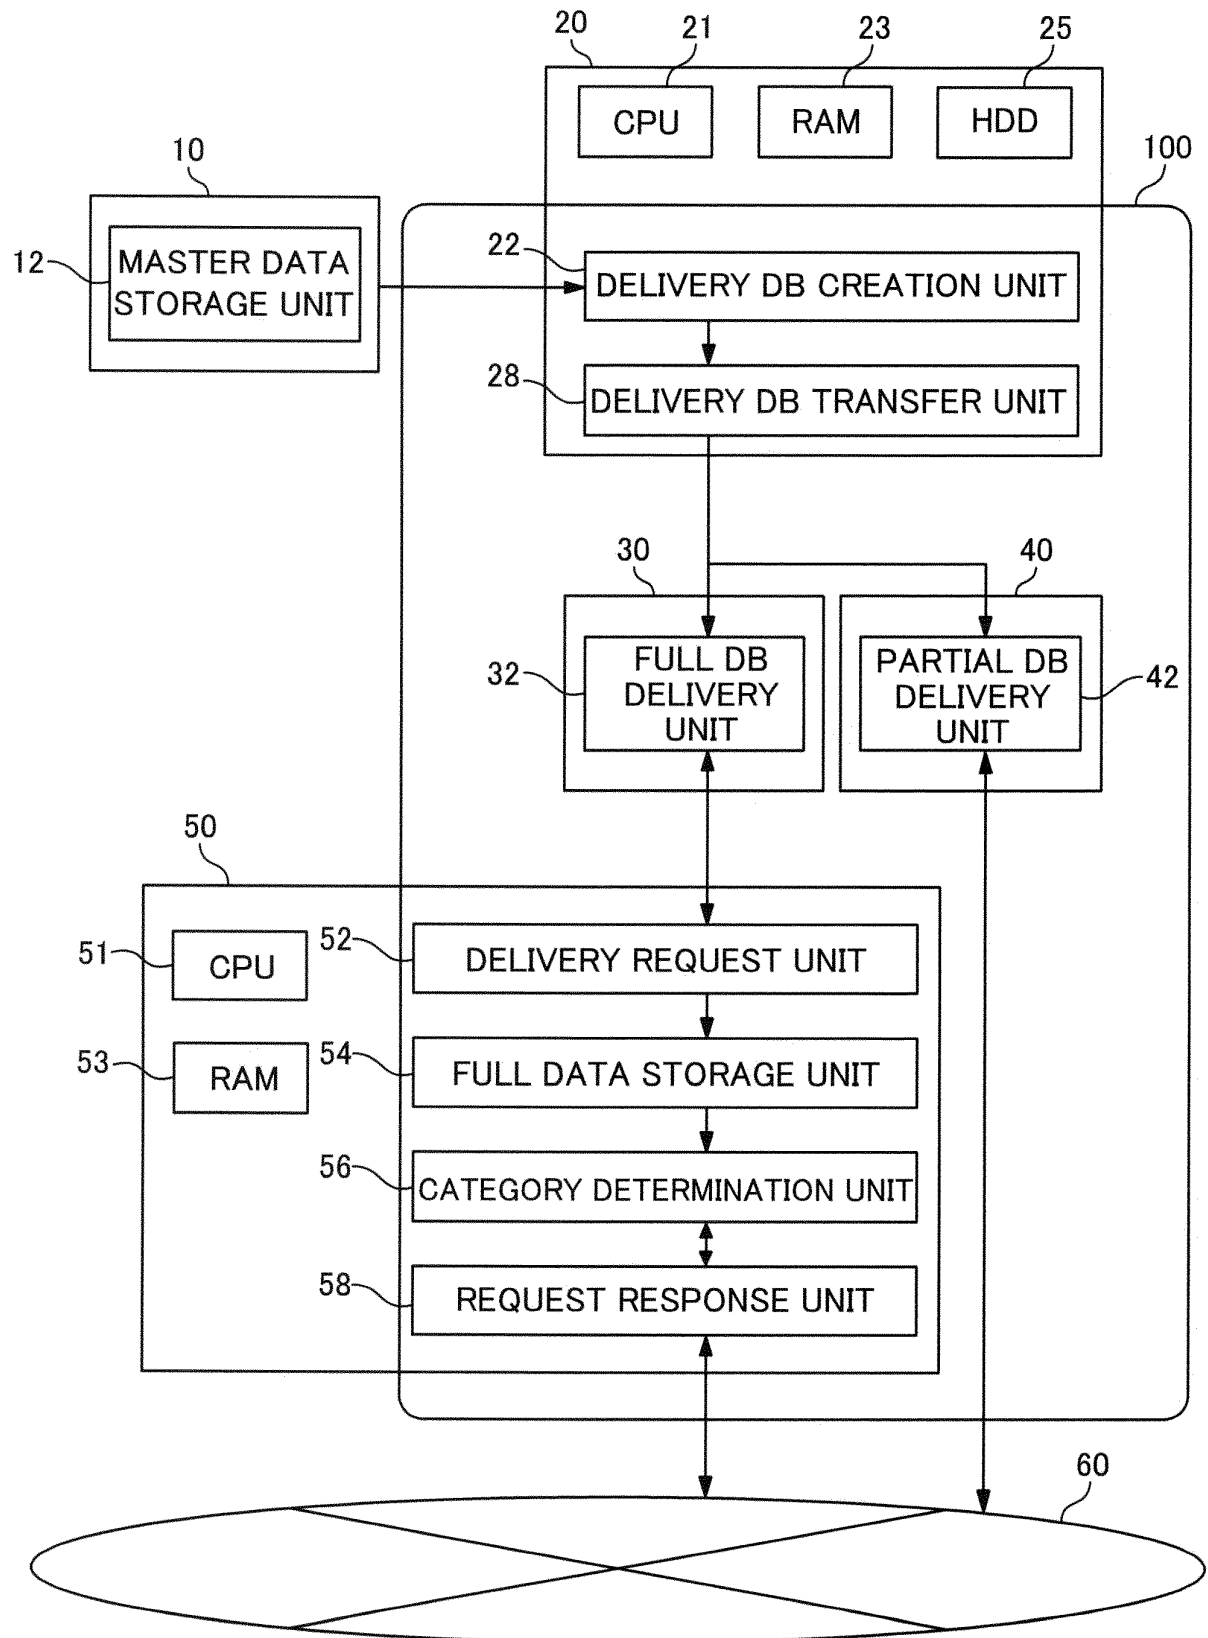 20
21
23
25
CPU
RAM
HDD
10
100
12
MASTER DATA
STORAGE UNIT
22
DELIVERY DB CREATION UNIT
28
DELIVERY DB TRANSFER UNIT
30
40
32
FULL DB
DELIVERY
UNIT
PARTIAL DB
DELIVERY
UNIT
42
50
51
CPU
52
DELIVERY REQUEST UNIT
53
RAM
54
FULL DATA STORAGE UNIT
56
CATEGORY DETERMINATION UNIT
58
REQUEST RESPONSE UNIT
60